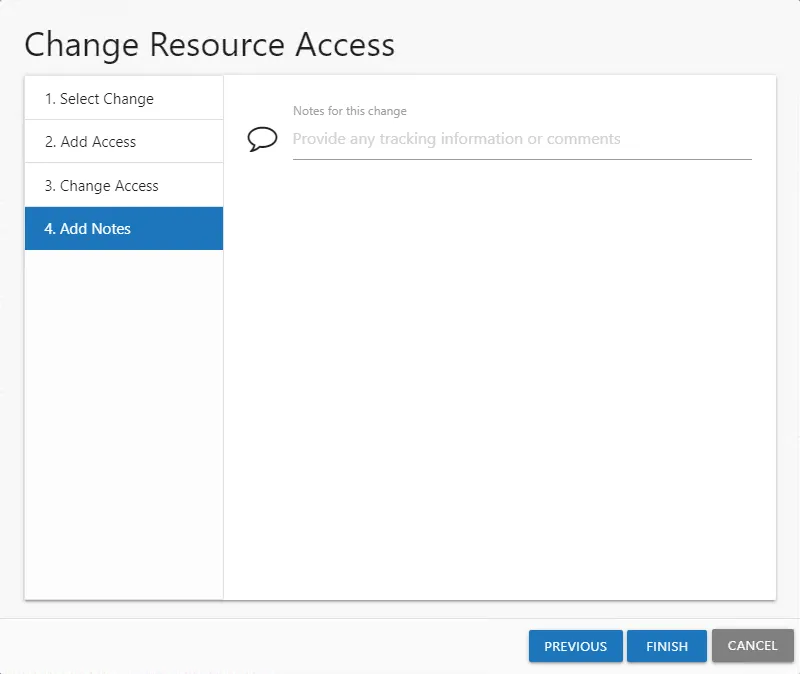 Change Resource Access
1. Select Change
2. Add Access
3. Change Access
4. Add Notes
Notes for this change
Provide any tracking information or comments
PREVIOUS
FINISH
CANCEL